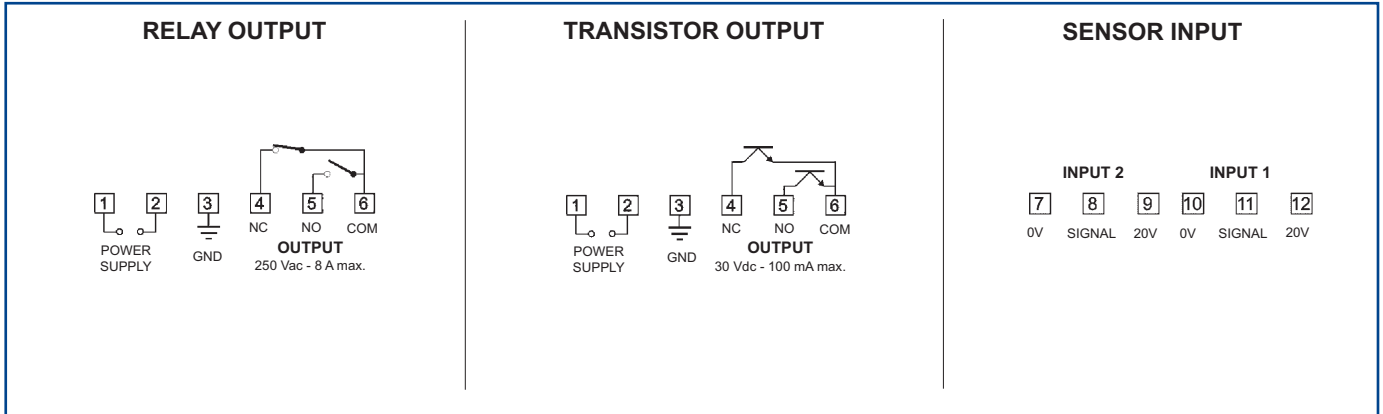 RELAY OUTPUT
1 2 3 4 5 6
NC NO COM
POWER SUPPLY
GND
OUTPUT
250 Vac - 8 A max.
TRANSISTOR OUTPUT
1 2 3 4 5 6
NC NO COM
POWER SUPPLY
GND
OUTPUT
30 Vdc - 100 mA max.
SENSOR INPUT
INPUT 2 INPUT 1
7 8 9 10 11 12
0V SIGNAL 20V 0V SIGNAL 20V